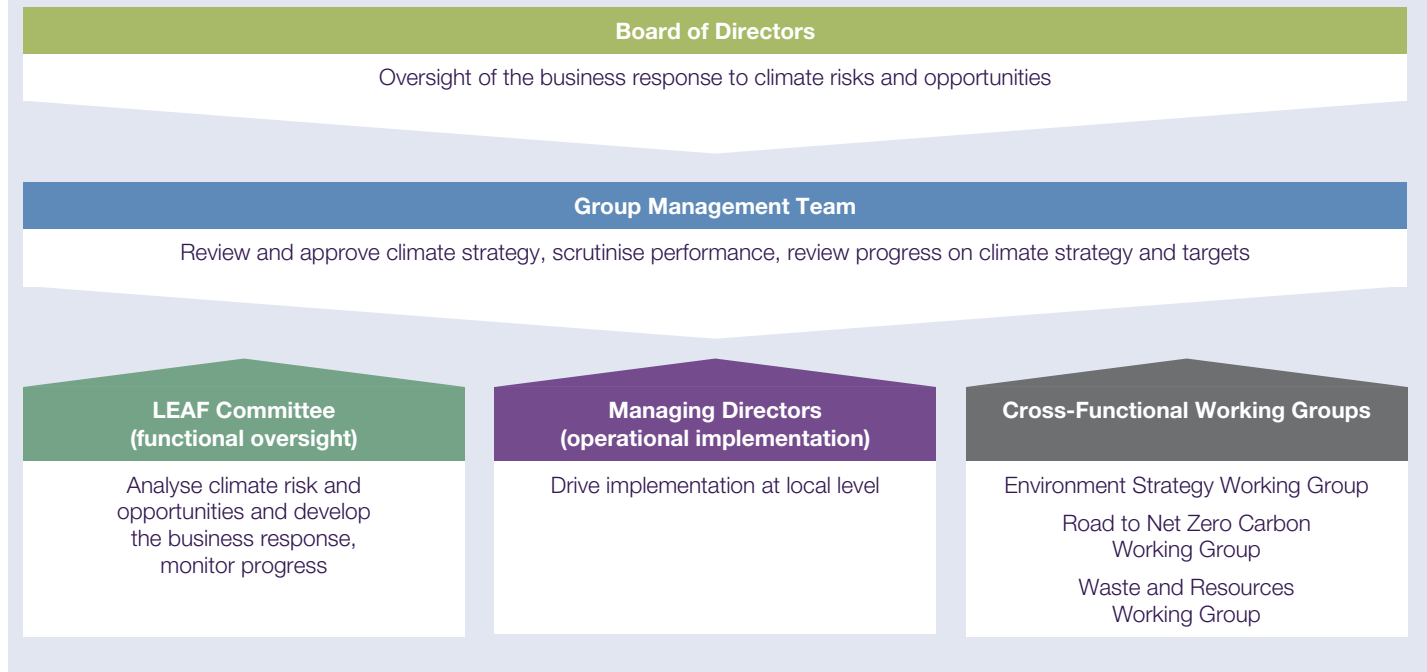 Board of Directors
Oversight of the business response to climate risks and opportunities
Group Management Team
Review and approve climate strategy, scrutinise performance, review progress on climate strategy and targets
LEAF Committee
(functional oversight)
Analyse climate risk and
opportunities and develop
the business response,
monitor progress
Managing Directors
(operational implementation)
Drive implementation at local level
Cross-Functional Working Groups
Environment Strategy Working Group
Road to Net Zero Carbon
Working Group
Waste and Resources
Working Group